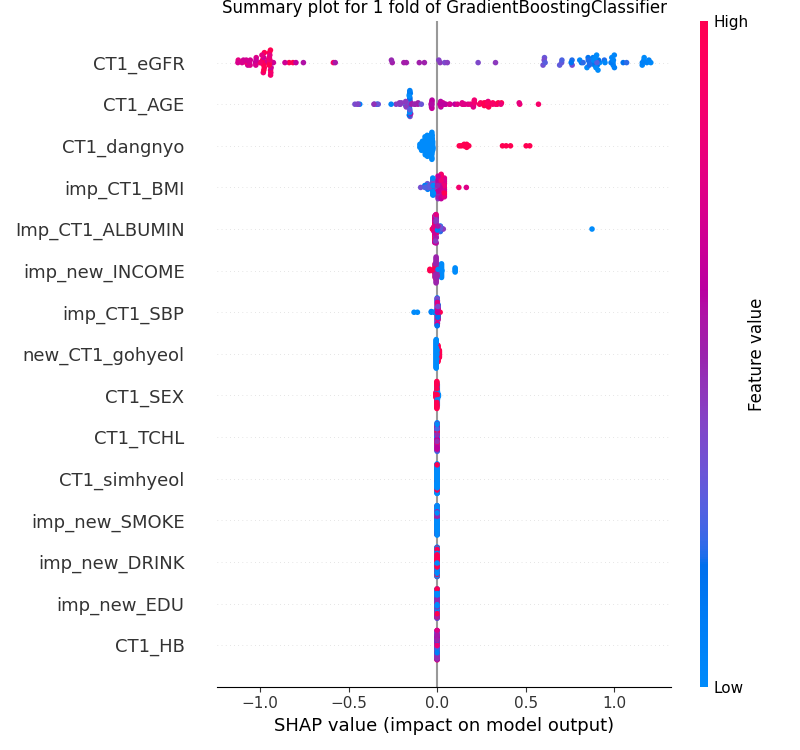 Summary plot for 1 fold of GradientBoostingClassifier
High
CT1_eGFR
CT1_AGE
CT1_dangnyo
imp_CT1_BMI
Imp_CT1_ALBUMIN
imp_new_INCOME
imp_CT1_SBP
new_CT1_gohyeol
CT1_SEX
CT1_TCHL
CT1_simhyeol
imp_new_SMOKE
imp_new_DRINK
imp_new_EDU
CT1_HB
Feature value
Low
−1.0 −0.5 0.0 0.5 1.0
SHAP value (impact on model output)